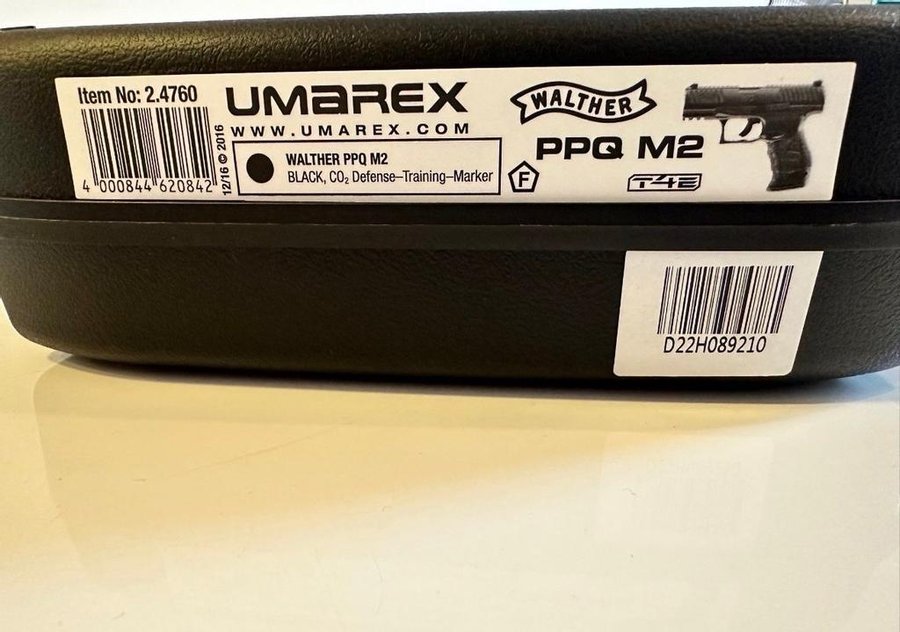 Item No: 2.4760
4 000844 620842
12/16 © 2016
UMAREX
WWW.UMAREX.COM
WALTHER PPQ M2
BLACK, CO₂ Defense–Training–Marker
WALTHER
PPQ M2
F
T4E
D22H089210